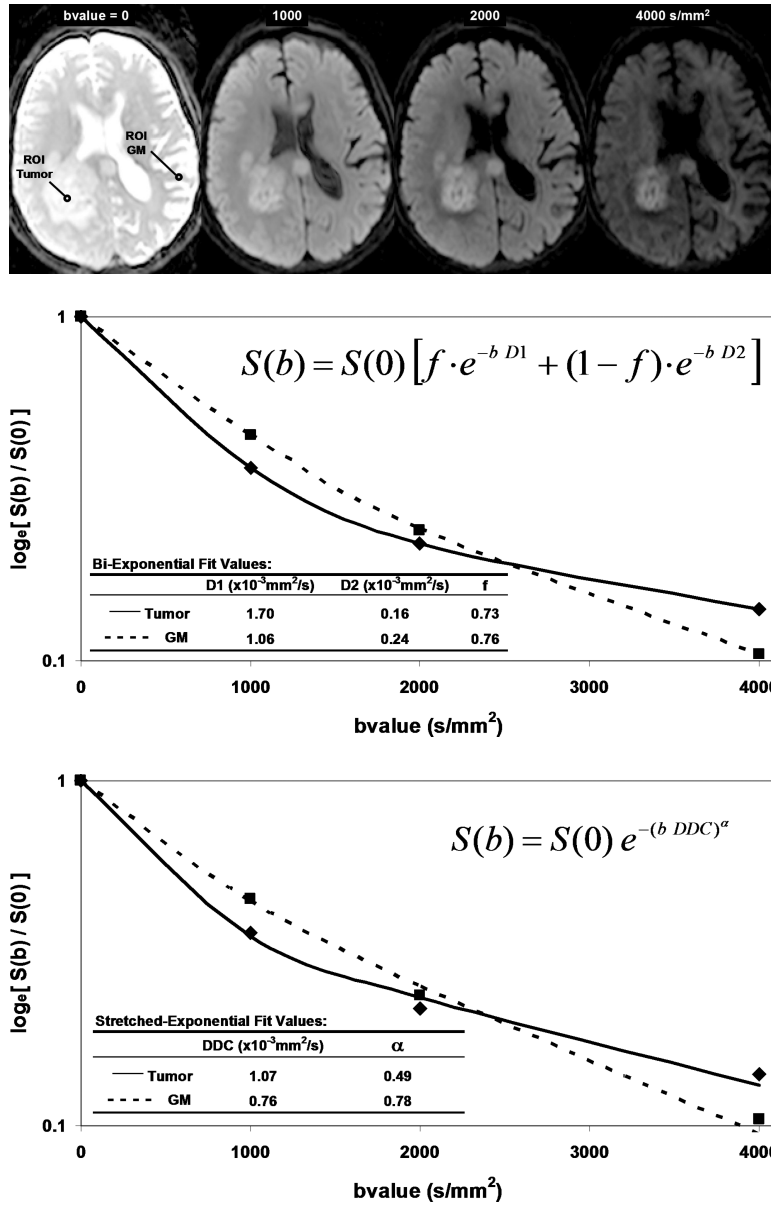 bvalue = 0 1000 2000 4000 s/mm²
ROI
GM
ROI
Tumor
1
S(b) = S(0) [f·e^{-b D1} + (1 − f)·e^{-b D2}]
logₑ[ S(b) / S(0) ]
Bi-Exponential Fit Values:
D1 (x10⁻³mm²/s) D2 (x10⁻³mm²/s) f
Tumor 1.70 0.16 0.73
GM 1.06 0.24 0.76
0.1
0 1000 2000 3000 4000
bvalue (s/mm²)
1
S(b) = S(0) e^{-(b DDC)^α}
logₑ[ S(b) / S(0) ]
Stretched-Exponential Fit Values:
DDC (x10⁻³mm²/s) α
Tumor 1.07 0.49
GM 0.76 0.78
0.1
0 1000 2000 3000 4000
bvalue (s/mm²)